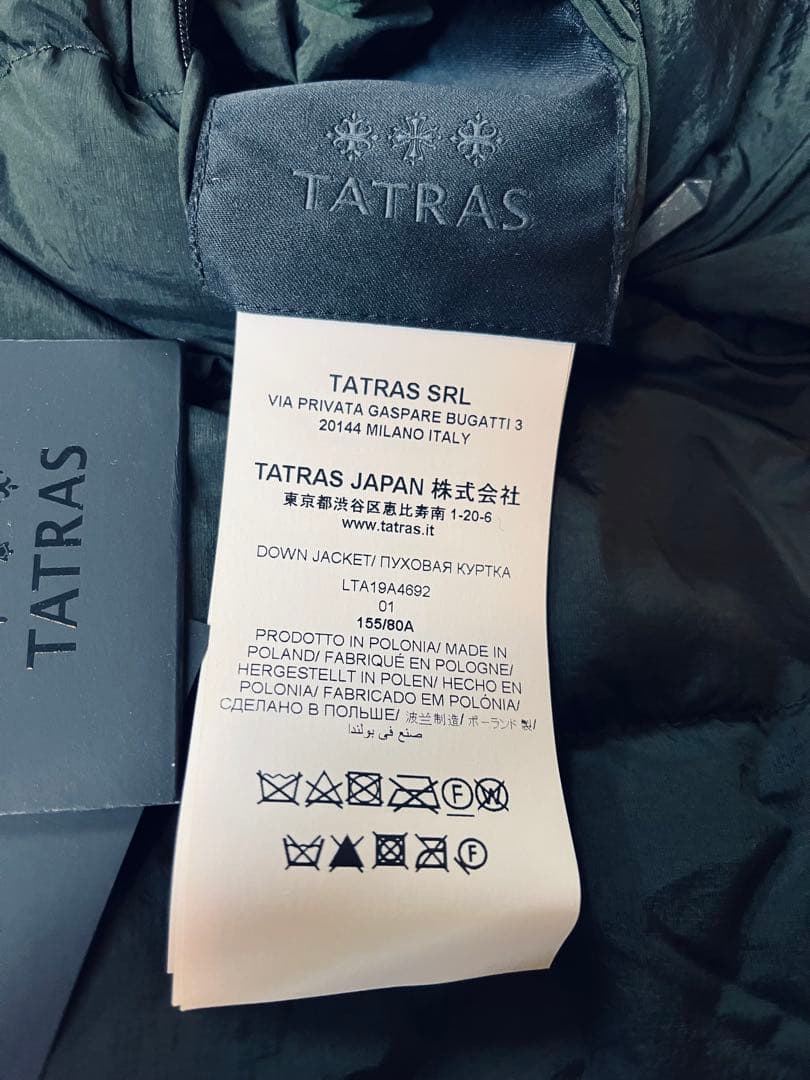 TATRAS
TATRAS
TATRAS SRL
VIA PRIVATA GASPARE BUGATTI 3
20144 MILANO ITALY
TATRAS JAPAN 株式会社
東京都渋谷区恵比寿南 1-20-6
www.tatras.it
DOWN JACKET/ ПУХОВАЯ КУРТКА
LTA19A4692
01
155/80A
PRODOTTO IN POLONIA/ MADE IN
POLAND/ FABRIQUÉ EN POLOGNE/
HERGESTELLT IN POLEN/ HECHO EN
POLONIA/ FABRICADO EM POLÓNIA/
СДЕЛАНО В ПОЛЬШЕ/ 波兰制造/ ポーランド製/
صنع في بولندا
F W
F